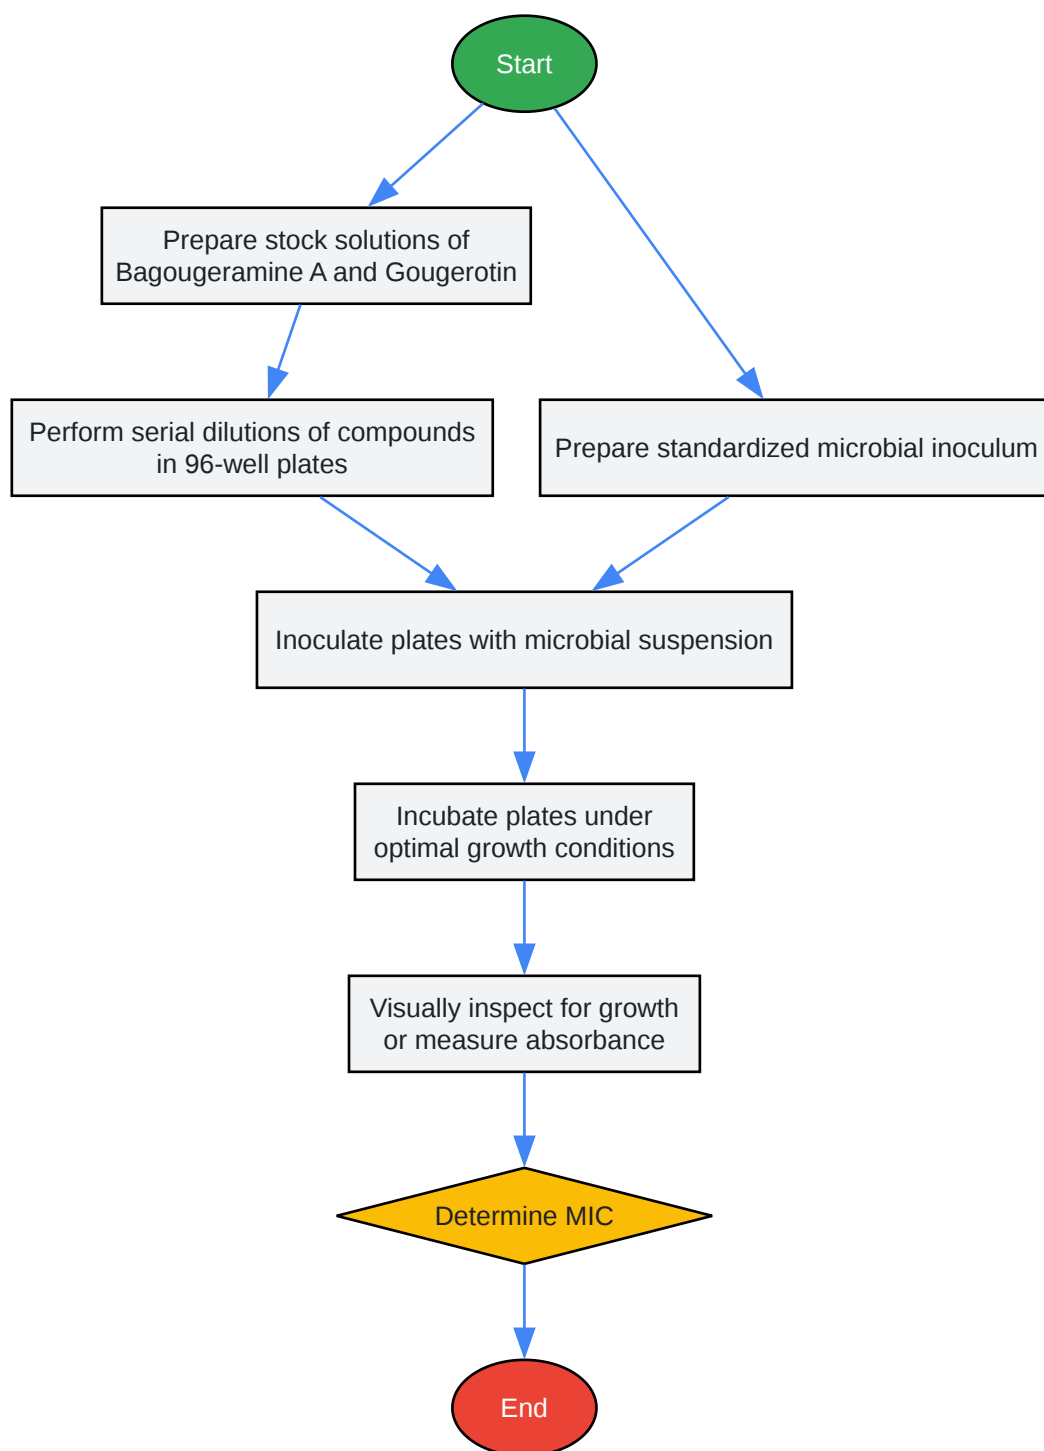 Start
Prepare stock solutions of
Bagougeramine A and Gougerotin
Perform serial dilutions of compounds
in 96-well plates
Prepare standardized microbial inoculum
Inoculate plates with microbial suspension
Incubate plates under
optimal growth conditions
Visually inspect for growth
or measure absorbance
Determine MIC
End